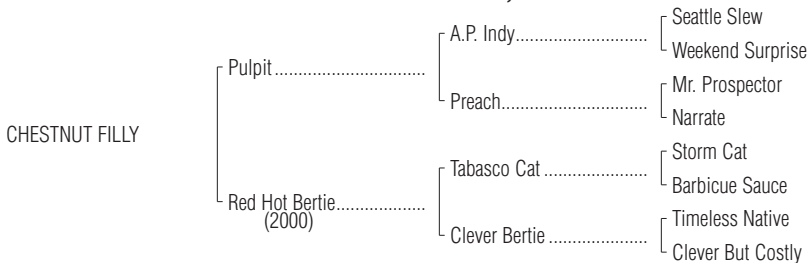 Seattle Slew
A.P. Indy..............................
Weekend Surprise
Pulpit..................................
Mr. Prospector
Preach.................................
Narrate
CHESTNUT FILLY
Storm Cat
Tabasco Cat .......................
Barbicue Sauce
Red Hot Bertie....................
(2000)
Timeless Native
Clever Bertie ......................
Clever But Costly